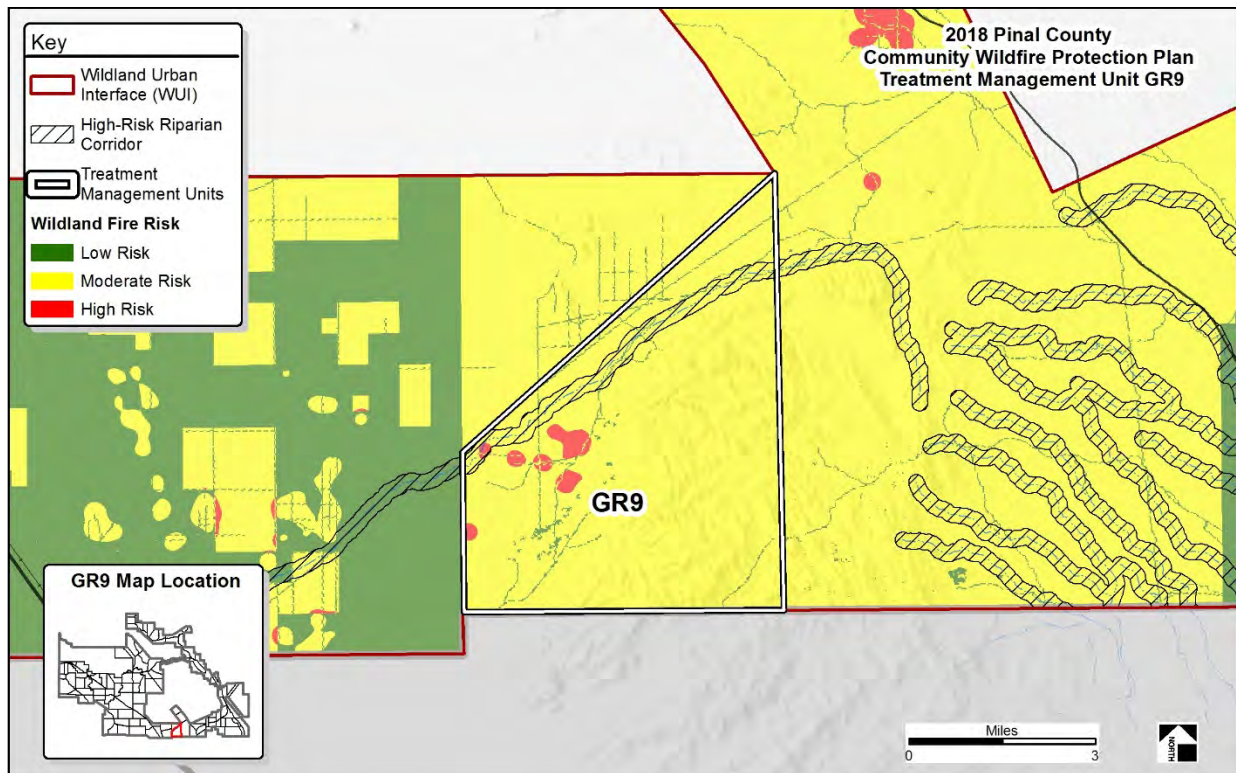 Key
Wildland Urban
Interface (WUI)
High-Risk Riparian
Corridor
Treatment
Management Units
Wildland Fire Risk
Low Risk
Moderate Risk
High Risk
2018 Pinal County
Community Wildfire Protection Plan
Treatment Management Unit GR9
GR9
GR9 Map Location
Miles
0 3
NORTH